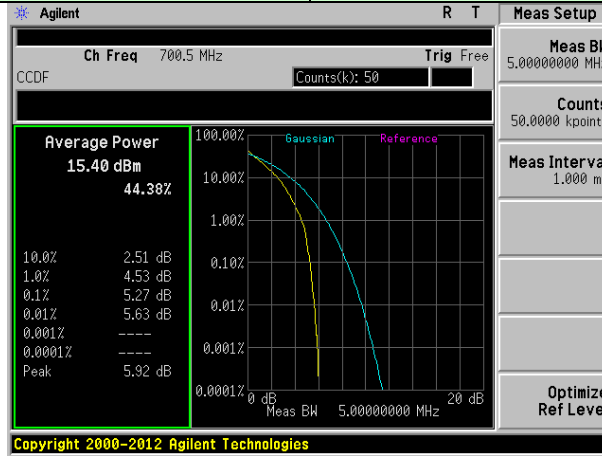 Agilent R T Meas Setup
Ch Freq 700.5 MHz Trig Free
CCDF Counts(k): 50
Meas B
5.00000000 MH
Count
50.0000 kpoint
Meas Interva
1.000 m
Optimize
Ref Leve
Average Power
15.40 dBm
44.38%
10.0% 2.51 dB
1.0% 4.53 dB
0.1% 5.27 dB
0.01% 5.63 dB
0.001% ----
0.0001% ----
Peak 5.92 dB
Gaussian Reference
100.00%
10.00%
1.00%
0.10%
0.01%
0.001%
0.0001%
0 dB 20 dB
Meas BW 5.00000000 MHz
Copyright 2000-2012 Agilent Technologies